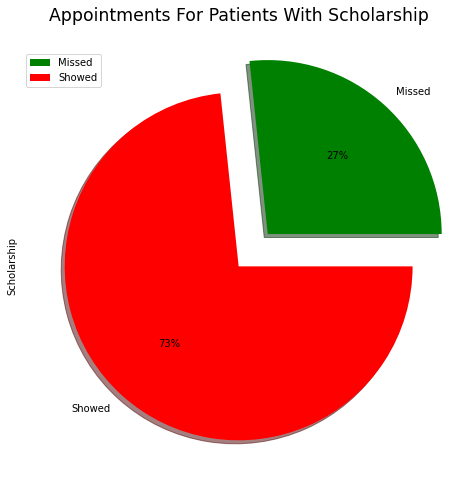 Appointments For Patients With Scholarship
Missed
Showed
Missed
27%
Scholarship
73%
Showed